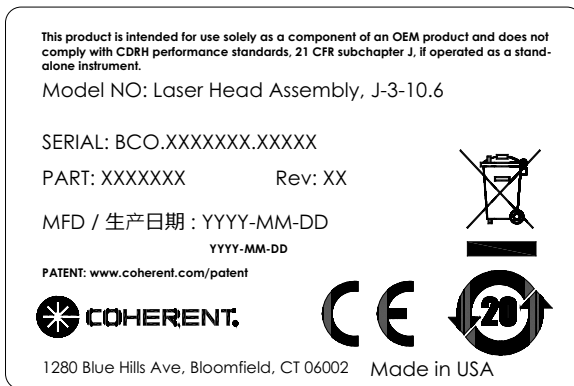 This product is intended for use solely as a component of an OEM product and does not
comply with CDRH performance standards, 21 CFR subchapter J, if operated as a stand-
alone instrument.
Model NO: Laser Head Assembly, J-3-10.6
SERIAL: BCO.XXXXXXX.XXXXX
PART: XXXXXXX Rev: XX
MFD / 生产日期 : YYYY-MM-DD
YYYY-MM-DD
PATENT: www.coherent.com/patent
COHERENT.
CE
20
1280 Blue Hills Ave, Bloomfield, CT 06002 Made in USA